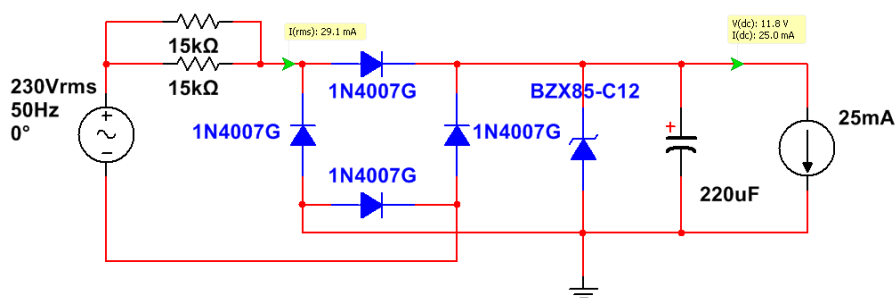 I(rms): 29.1 mA
V(dc): 11.8 V
I(dc): 25.0 mA
15kΩ
15kΩ
230Vrms
50Hz
0°
1N4007G
BZX85-C12
1N4007G
1N4007G
25mA
1N4007G
220uF